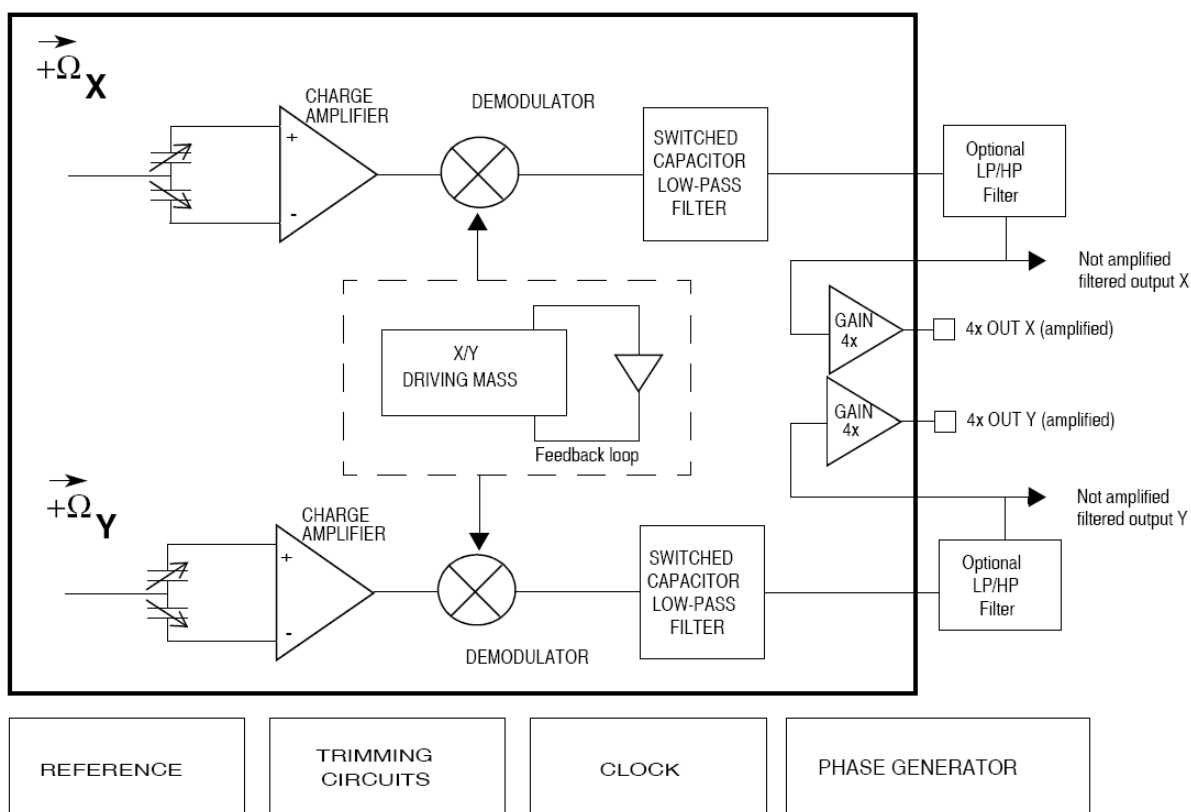 +Ω X
CHARGE
AMPLIFIER
+
-
DEMODULATOR
SWITCHED
CAPACITOR
LOW-PASS
FILTER
Optional
LP/HP
Filter
Not amplified
filtered output X
GAIN
4x
4x OUT X (amplified)
X/Y
DRIVING MASS
Feedback loop
GAIN
4x
4x OUT Y (amplified)
Not amplified
filtered output Y
+Ω Y
CHARGE
AMPLIFIER
+
-
DEMODULATOR
SWITCHED
CAPACITOR
LOW-PASS
FILTER
Optional
LP/HP
Filter
REFERENCE
TRIMMING
CIRCUITS
CLOCK
PHASE GENERATOR